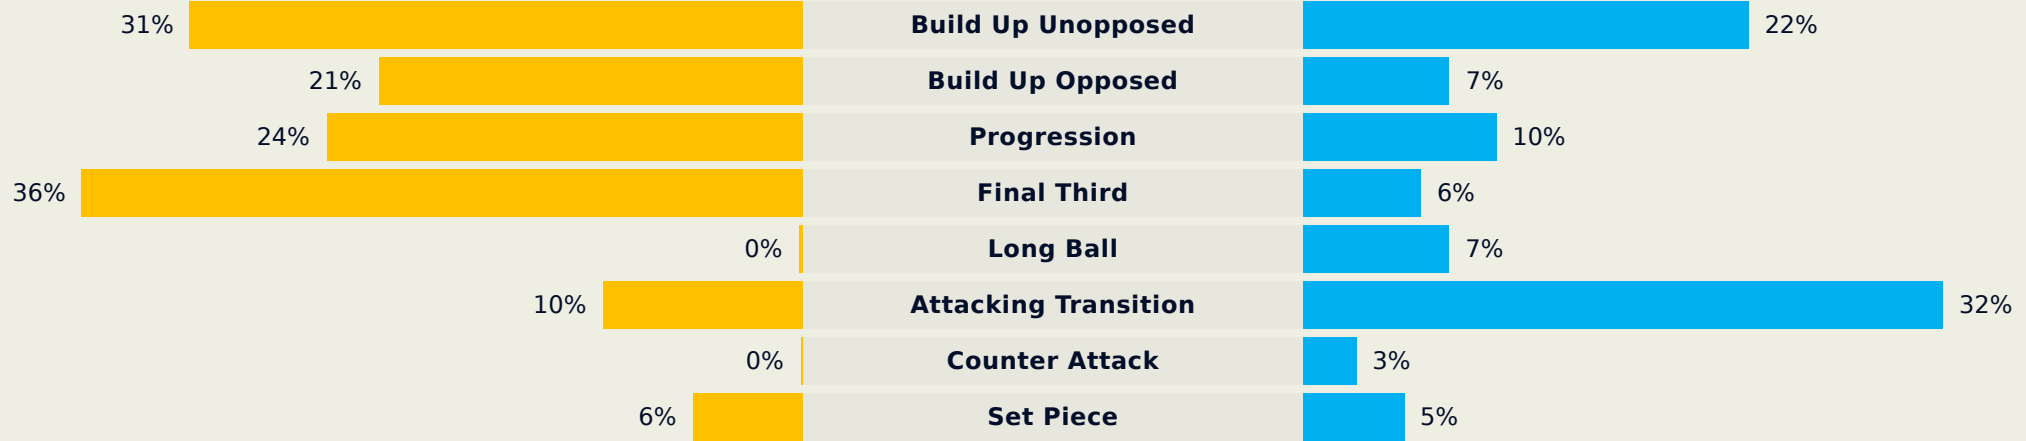 31% Build Up Unopposed 22%
21% Build Up Opposed 7%
24% Progression 10%
36% Final Third 6%
0% Long Ball 7%
10% Attacking Transition 32%
0% Counter Attack 3%
6% Set Piece 5%